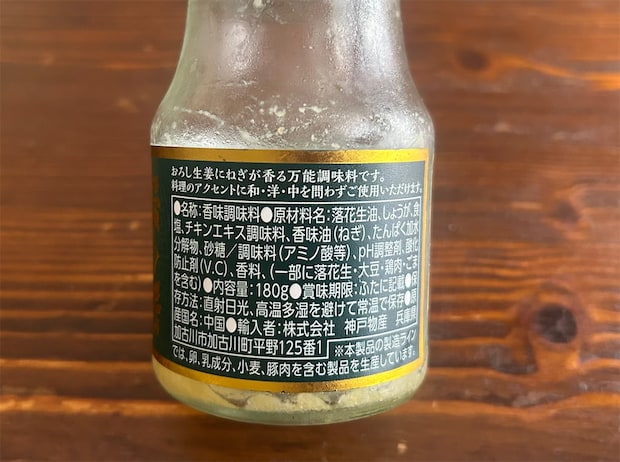 おろし生姜にねぎが香る万能調味料です。
料理のアクセントに和・洋・中を問わずご使用いただけます。
●名称：香味調味料●原材料名：落花生油、しょうが、食
塩、チキンエキス調味料、香味油（ねぎ）、たんぱく加水
分解物、砂糖／調味料（アミノ酸等）、pH調整剤、酸化
防止剤（V.C）、香料、（一部に落花生・大豆・鶏肉・ごま
を含む）●内容量：180g●賞味期限：ふたに記載●保
存方法：直射日光、高温多湿を避けて常温で保存●原
産国名：中国●輸入者：株式会社 神戸物産 兵庫県
加古川市加古川町平野125番1 ※本製品の製造ライン
では、卵、乳成分、小麦、豚肉を含む製品を生産しています。